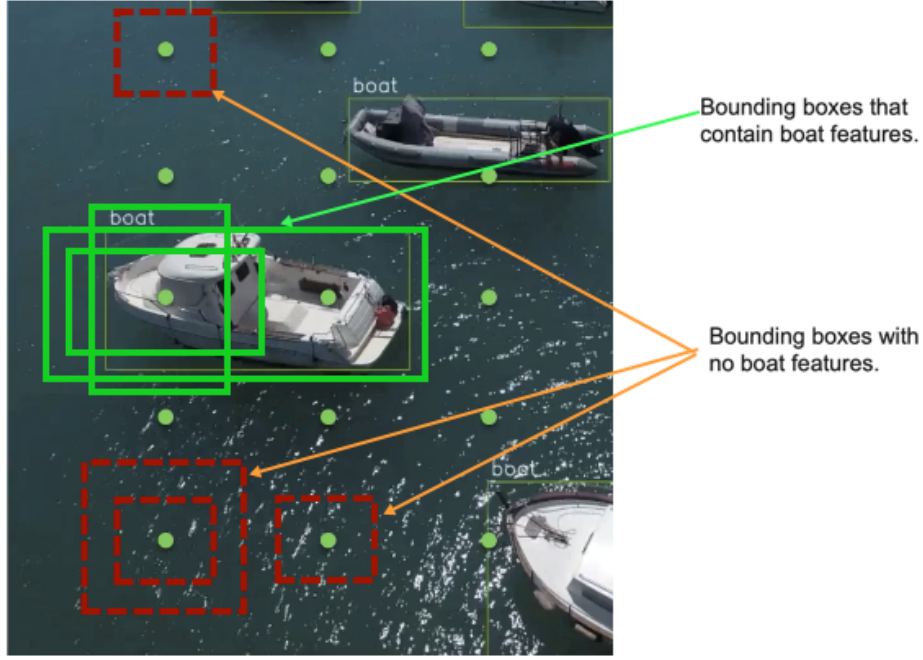 boat
Bounding boxes that
contain boat features.
boat
Bounding boxes with
no boat features.
boat